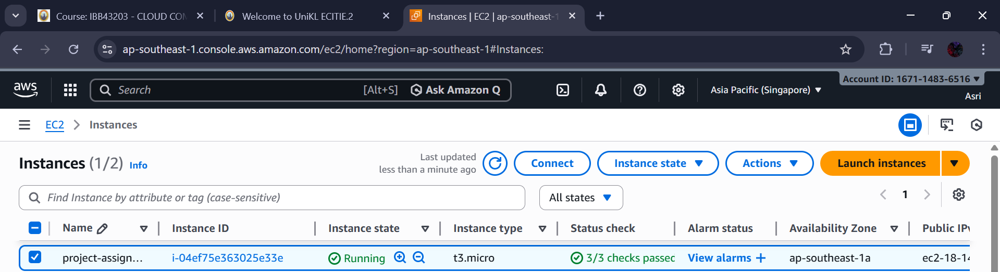 Course: IBB43203 - CLOUD CON
Welcome to UniKL ECITIE.2
Instances | EC2 | ap-southeast-1
ap-southeast-1.console.aws.amazon.com/ec2/home?region=ap-southeast-1#Instances:
aws
Search
[Alt+S]
Ask Amazon Q
Asia Pacific (Singapore)
Account ID: 1671-1483-6516
Asri
EC2
Instances
Instances (1/2) Info
Last updated
less than a minute ago
Connect
Instance state
Actions
Launch instances
Find Instance by attribute or tag (case-sensitive)
All states
1
Name
Instance ID
Instance state
Instance type
Status check
Alarm status
Availability Zone
Public IPv
project-assign...
i-04ef75e363025e33e
Running
t3.micro
3/3 checks passed
View alarms +
ap-southeast-1a
ec2-18-14